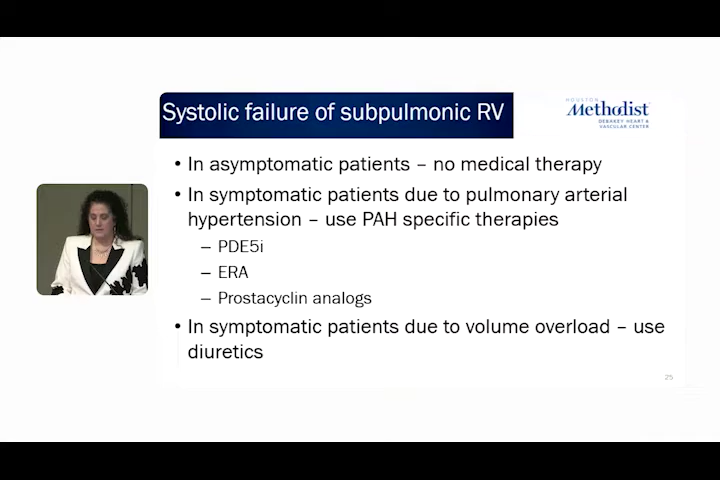 Systolic failure of subpulmonic RV
HOUSTON
Methodist
DEBAKEY HEART &
VASCULAR CENTER
• In asymptomatic patients – no medical therapy
• In symptomatic patients due to pulmonary arterial
hypertension – use PAH specific therapies
– PDE5i
– ERA
– Prostacyclin analogs
• In symptomatic patients due to volume overload – use
diuretics
25